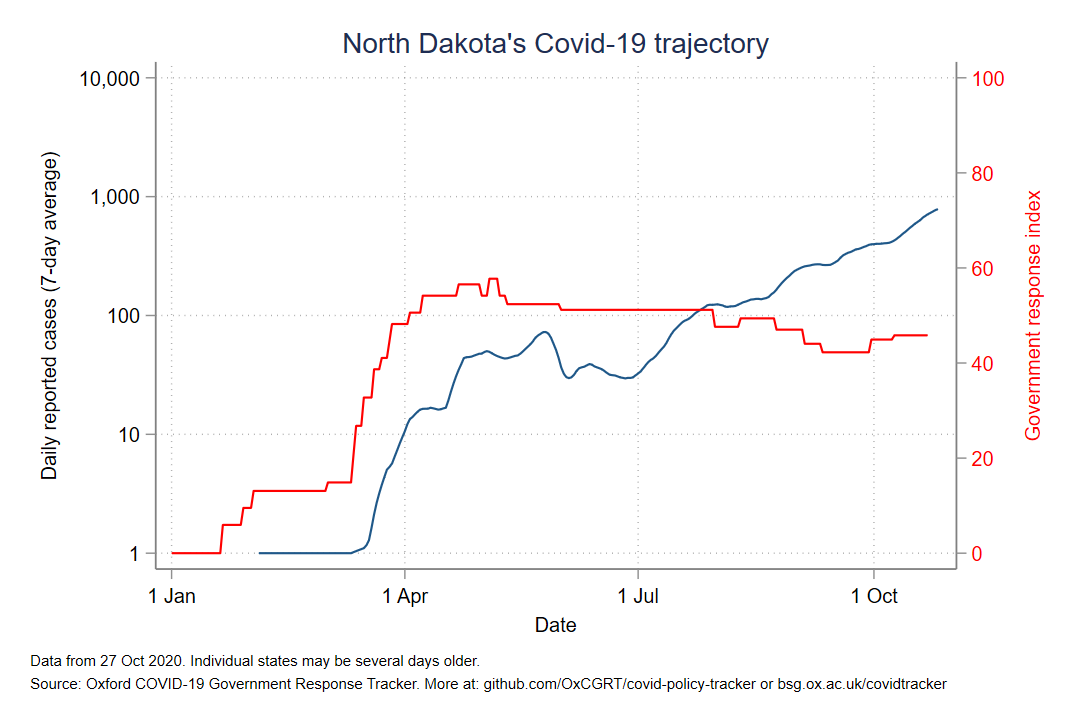 North Dakota's Covid-19 trajectory
Daily reported cases (7-day average)
10,000
1,000
100
10
1
100
80
60
40
20
0
Government response index
1 Jan
1 Apr
1 Jul
1 Oct
Date
Data from 27 Oct 2020. Individual states may be several days older.
Source: Oxford COVID-19 Government Response Tracker. More at: github.com/OxCGRT/covid-policy-tracker or bsg.ox.ac.uk/covidtracker